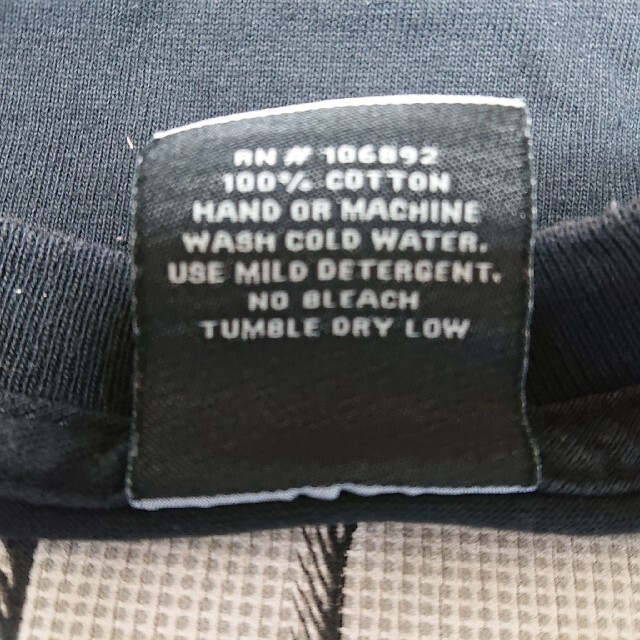 RN # 106892
100% COTTON
HAND OR MACHINE
WASH COLD WATER.
USE MILD DETERGENT.
NO BLEACH
TUMBLE DRY LOW